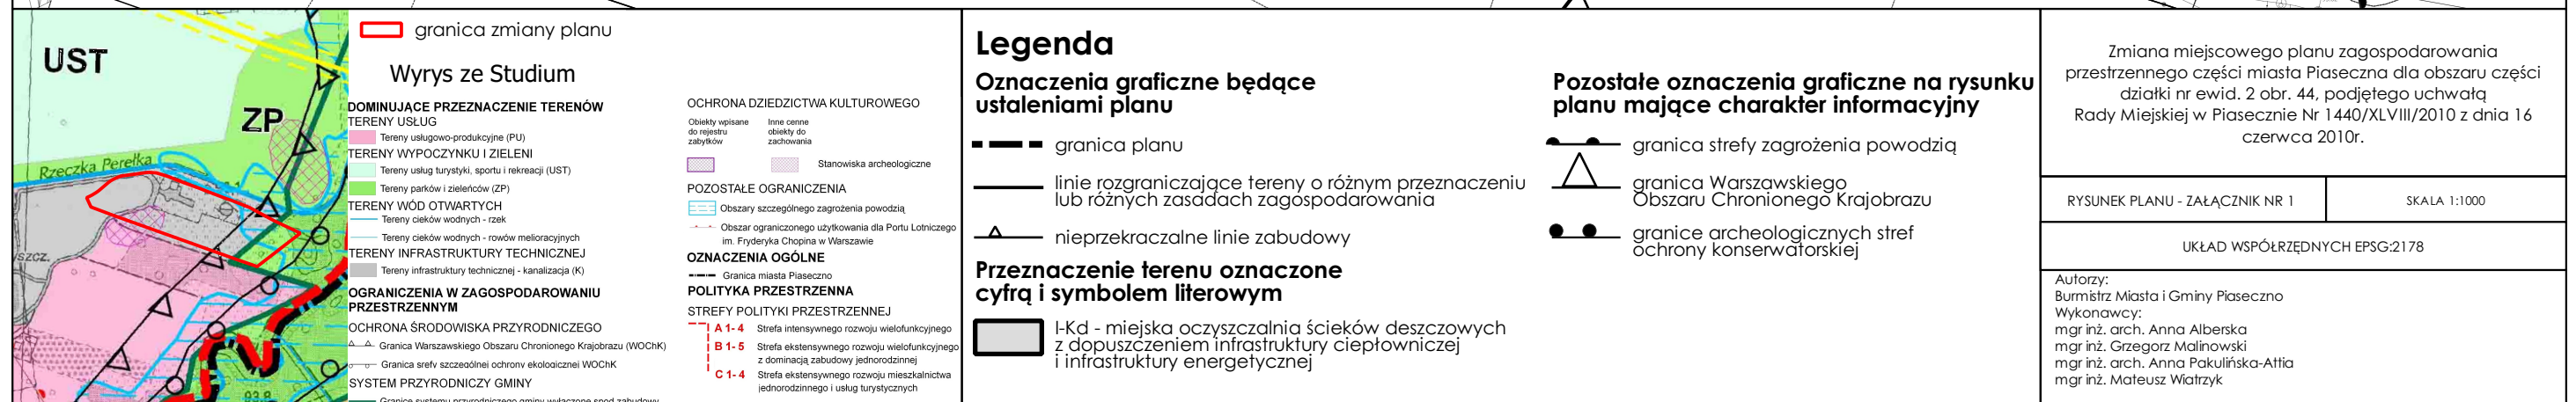 UST
ZP
Rzeczka Perełka
szcz.
93.8
granica zmiany planu
Wyrys ze Studium
DOMINUJĄCE PRZEZNACZENIE TERENÓW
TERENY USŁUG
Tereny usługowo-produkcyjne (PU)
TERENY WYPOCZYNKU I ZIELENI
Tereny usług turystyki, sportu i rekreacji (UST)
Tereny parków i zieleńców (ZP)
TERENY WÓD OTWARTYCH
Tereny cieków wodnych - rzek
Tereny cieków wodnych - rowów melioracyjnych
TERENY INFRASTRUKTURY TECHNICZNEJ
Tereny infrastruktury technicznej - kanalizacja (K)
OGRANICZENIA W ZAGOSPODAROWANIU
PRZESTRZENNYM
OCHRONA ŚRODOWISKA PRZYRODNICZEGO
Granica Warszawskiego Obszaru Chronionego Krajobrazu (WOChK)
Granica srefy szczególnej ochrony ekologicznej WOChK
SYSTEM PRZYRODNICZY GMINY
Granice systemu przyrodniczego gminy wyłączone spod zabudowy
OCHRONA DZIEDZICTWA KULTUROWEGO
Obiekty wpisane
do rejestru
zabytków
Inne cenne
obiekty do
zachowania
Stanowiska archeologiczne
POZOSTAŁE OGRANICZENIA
Obszary szczególnego zagrożenia powodzią
Obszar ograniczonego użytkowania dla Portu Lotniczego
im. Fryderyka Chopina w Warszawie
OZNACZENIA OGÓLNE
Granica miasta Piaseczno
POLITYKA PRZESTRZENNA
STREFY POLITYKI PRZESTRZENNEJ
A 1- 4 Strefa intensywnego rozwoju wielofunkcyjnego
B 1- 5 Strefa ekstensywnego rozwoju wielofunkcyjnego
z dominacją zabudowy jednorodzinnej
C 1- 4 Strefa ekstensywnego rozwoju mieszkalnictwa
jednorodzinnego i usług turystycznych
Legenda
Oznaczenia graficzne będące
ustaleniami planu
granica planu
linie rozgraniczające tereny o różnym przeznaczeniu
lub różnych zasadach zagospodarowania
nieprzekraczalne linie zabudowy
Przeznaczenie terenu oznaczone
cyfrą i symbolem literowym
I-Kd - miejska oczyszczalnia ścieków deszczowych
z dopuszczeniem infrastruktury ciepłowniczej
i infrastruktury energetycznej
Pozostałe oznaczenia graficzne na rysunku
planu mające charakter informacyjny
granica strefy zagrożenia powodzią
granica Warszawskiego
Obszaru Chronionego Krajobrazu
granice archeologicznych stref
ochrony konserwatorskiej
Zmiana miejscowego planu zagospodarowania
przestrzennego części miasta Piaseczna dla obszaru części
działki nr ewid. 2 obr. 44, podjętego uchwałą
Rady Miejskiej w Piasecznie Nr 1440/XLVIII/2010 z dnia 16
czerwca 2010r.
RYSUNEK PLANU - ZAŁĄCZNIK NR 1
SKALA 1:1000
UKŁAD WSPÓŁRZĘDNYCH EPSG:2178
Autorzy:
Burmistrz Miasta i Gminy Piaseczno
Wykonawcy:
mgr inż. arch. Anna Alberska
mgr inż. Grzegorz Malinowski
mgr inż. arch. Anna Pakulińska-Attia
mgr inż. Mateusz Wiatrzyk